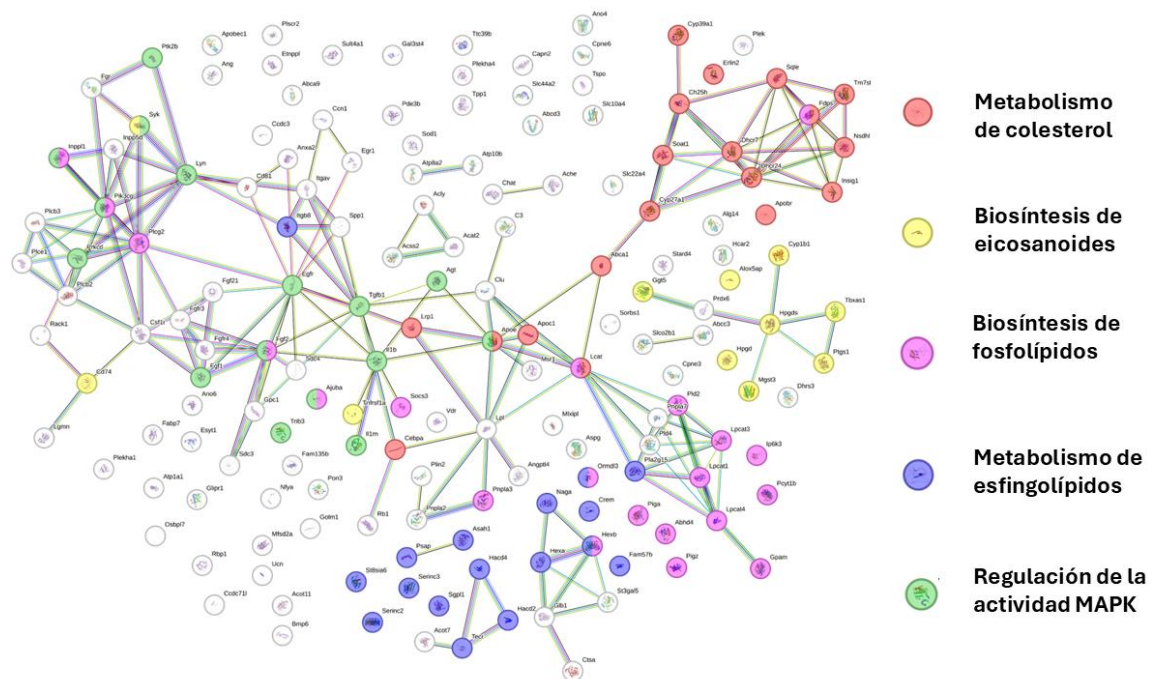 Plscr2
Ano4
Cyp39a1
Plek
Apobec1
Ttc39b
Cpne6
Erlin2
Sqle
Tm7sf2
Ptk2b
Etnppl
Sult4a1
Gal3st4
Capn2
Plekha4
Tspo
Ang
Fgr
Abca9
Slc44a2
Ch25h
Fdps
Metabolismo
de colesterol
Ccn1
Pde3b
Tpp1
Abcd3
Slc10a4
Syk
Ccdc3
Sod1
Dhcr7
Nsdhl
Inpp5d
Inppl1
Anxa2
Egr1
Atp8a2
Atp10b
Soat1
Dhcr24
Lyn
Cd81
Itgav
Chat
Ache
Slc22a4
Insig1
Pik3cg
Acly
Cyp27a1
Apobr
Itgb8
Spp1
Plcb3
Plcg2
C3
Alg14
Biosíntesis de
eicosanoides
Acss2
Acat2
Hcar2
Cyp1b1
Plce1
Prkcd
Abca1
Stard4
Alox5ap
Plcb2
Egfr
Agt
Clu
Ggt5
Fgf21
Tgfb1
Prdx6
Tbxas1
Rack1
Csf1r
Fgfr3
Lrp1
Apoe
Apoc1
Sorbs1
Hpgds
Slco2b1
Abcc3
Biosíntesis de
fosfolípidos
Fgfr4
Fgf2
Sdc4
Il1b
Msr1
Lcat
Hpgd
Ptgs1
Cd74
Fgf1
Cpne3
Mgst3
Dhrs3
Ano6
Ajuba
Socs3
Pld2
Lgmn
Gpc1
Tnfrsf1a
Vdr
Lpl
Mlxipl
Pnpla7
Fabp7
Esyt1
Trib3
Il1rn
Pld4
Lpcat3
Sdc3
Cebpa
Aspg
Pla2g15
Ip6k3
Plekha1
Fam135b
Plin2
Angptl4
Ormdl3
Lpcat1
Metabolismo de
esfingolípidos
Atp1a1
Glipr1
Pon3
Pnpla3
Pcyt1b
Nfya
Pnpla2
Naga
Crem
Piga
Lpcat4
Osbpl7
Golm1
Rb1
Abhd4
Mfsd2a
Asah1
Hexb
Rbp1
Psap
Hacd4
Hexa
Fam57b
Pigz
Gpam
Ucn
St8sia6
Serinc3
Regulación de la
actividad MAPK
Ccdc71l
Acot11
Sgpl1
St3gal5
Serinc2
Hacd2
Glb1
Bmp6
Acot7
Tecr
Ctsa